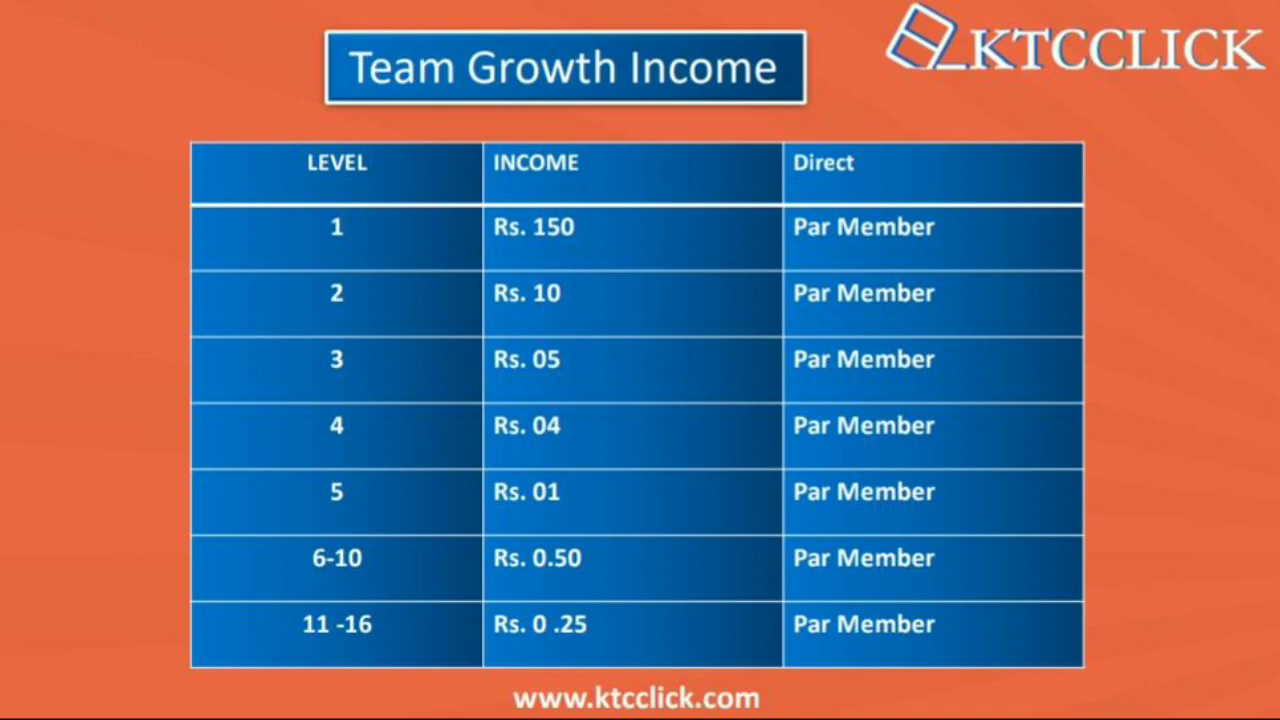 Team Growth Income
KTCCLICK
LEVEL INCOME Direct
1 Rs. 150 Par Member
2 Rs. 10 Par Member
3 Rs. 05 Par Member
4 Rs. 04 Par Member
5 Rs. 01 Par Member
6-10 Rs. 0.50 Par Member
11 -16 Rs. 0 .25 Par Member
www.ktcclick.com